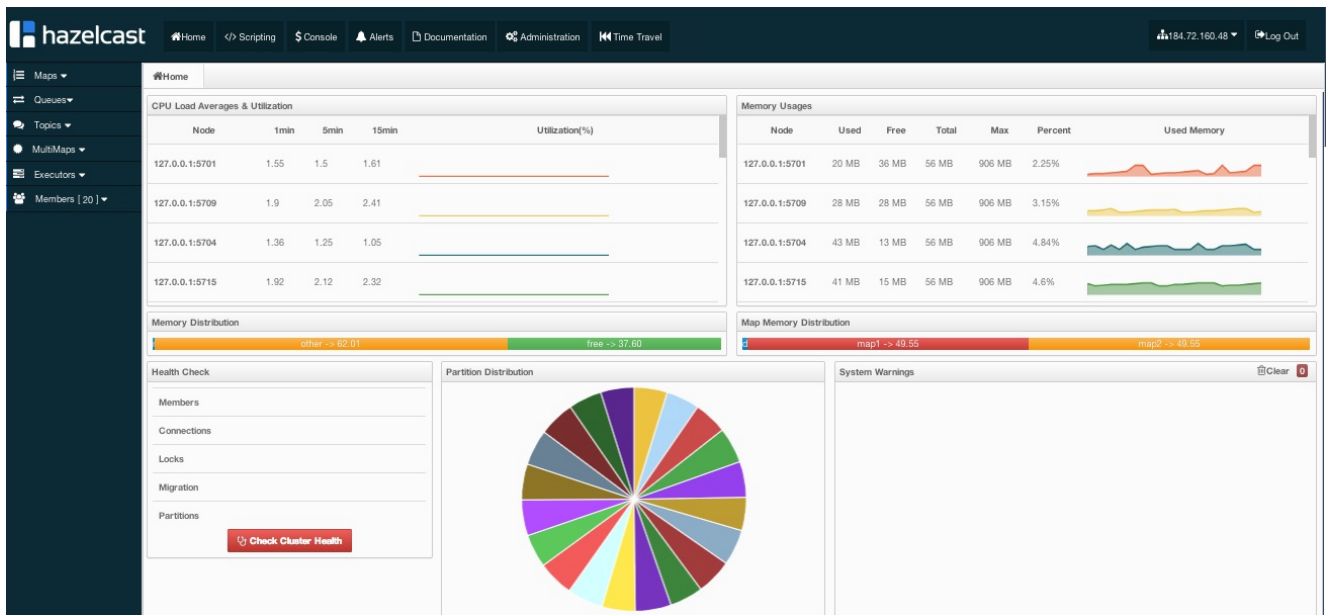 hazelcast Home </> Scripting $ Console Alerts Documentation Administration Time Travel 184.72.160.48 Log Out
Maps
Queues
Topics
MultiMaps
Executors
Members [ 20 ]
Home
CPU Load Averages & Utilization
Node 1min 5min 15min Utilization(%)
127.0.0.1:5701 1.55 1.5 1.61
127.0.0.1:5709 1.9 2.05 2.41
127.0.0.1:5704 1.36 1.25 1.05
127.0.0.1:5715 1.92 2.12 2.32
Memory Usages
Node Used Free Total Max Percent Used Memory
127.0.0.1:5701 20 MB 36 MB 56 MB 906 MB 2.25%
127.0.0.1:5709 28 MB 28 MB 56 MB 906 MB 3.15%
127.0.0.1:5704 43 MB 13 MB 56 MB 906 MB 4.84%
127.0.0.1:5715 41 MB 15 MB 56 MB 906 MB 4.6%
Memory Distribution
other -> 62.01 free -> 37.60
Map Memory Distribution
d map1 -> 49.55 map2 -> 49.55
Health Check
Members
Connections
Locks
Migration
Partitions
Check Cluster Health
Partition Distribution
System Warnings Clear 0